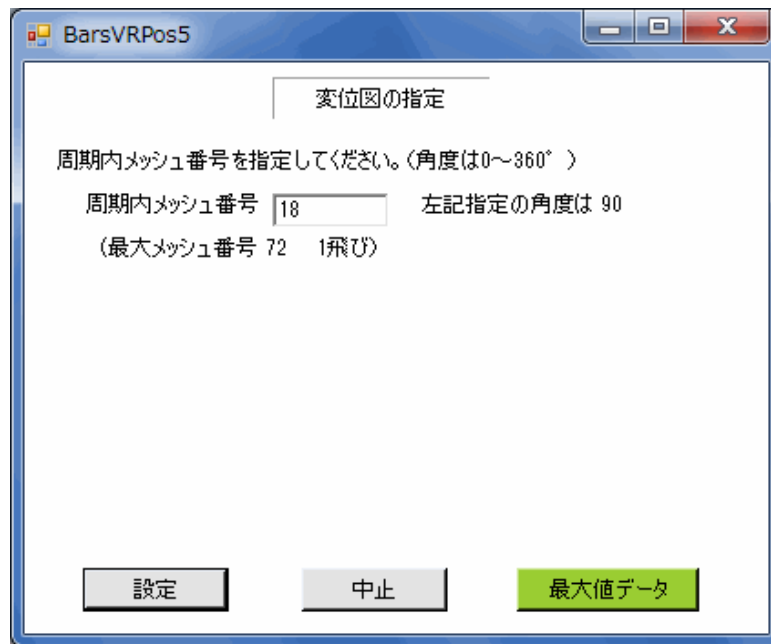 BarsVRPos5
変位図の指定
周期内メッシュ番号を指定してください。(角度は0～360°)
周期内メッシュ番号 18 左記指定の角度は 90
(最大メッシュ番号 72 1飛び)
設定 中止 最大値データ